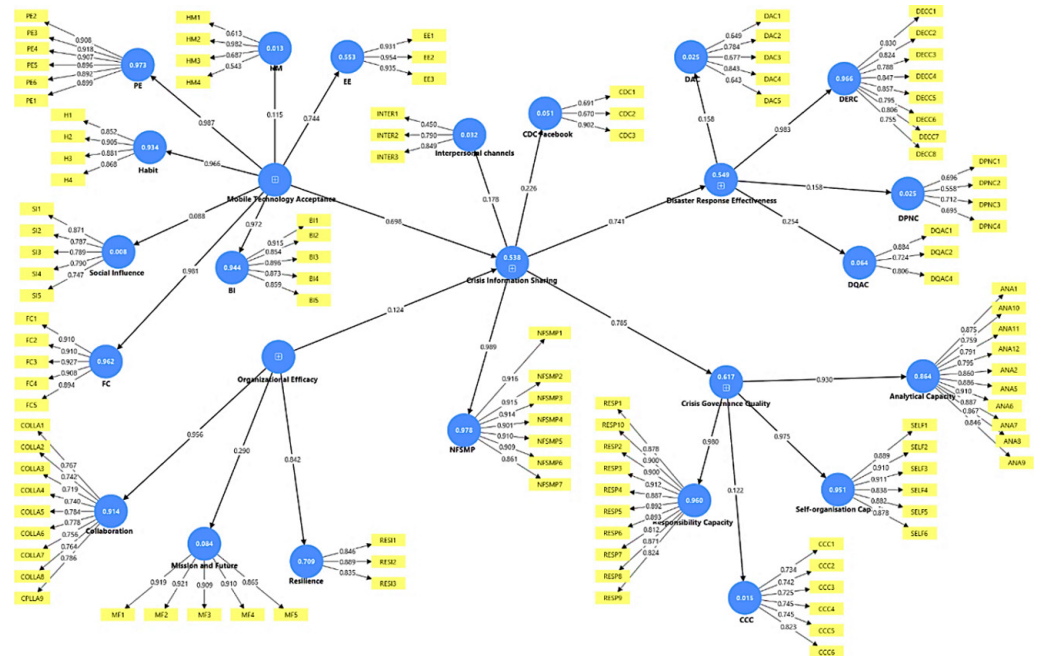 PE2
PE3
PE4
PE5
PE6
PE1
0.906
0.918
0.907
0.896
0.892
0.899
0.973
PE
HM1
HM2
HM3
HM4
0.613
0.982
0.687
0.543
0.013
HM
0.553
EE
0.931
0.954
0.935
EE1
EE2
EE3
0.987
0.115
0.744
H1
H2
H3
H4
0.852
0.905
0.881
0.868
0.934
Habit
0.966
Mobile Technology Acceptance
SI1
SI2
SI3
SI4
SI5
0.871
0.787
0.789
0.790
0.747
0.008
Social Influence
0.088
0.981
0.972
0.944
BI
0.915
0.854
0.896
0.873
0.859
BI1
BI2
BI3
BI4
BI5
FC1
FC2
FC3
FC4
FC5
0.910
0.910
0.927
0.908
0.894
0.962
FC
INTER1
INTER2
INTER3
0.450
0.790
0.849
0.032
Interpersonal channels
0.051
CDC Facebook
0.691
0.670
0.902
CDC1
CDC2
CDC3
0.178
0.226
0.698
0.538
Crisis Information Sharing
0.124
0.741
0.785
0.989
Organizational Efficacy
0.956
0.290
0.842
COLLA1
COLLA2
COLLA3
COLLA4
COLLA5
COLLA6
COLLA7
COLLA8
CPLLA9
0.767
0.742
0.719
0.740
0.784
0.778
0.756
0.764
0.786
0.914
Collaboration
0.084
Mission and Future
0.919
0.921
0.909
0.910
0.865
MF1
MF2
MF3
MF4
MF5
0.709
Resilience
0.846
0.889
0.835
RESI1
RESI2
RESI3
0.978
NFSMP
0.916
0.915
0.914
0.901
0.910
0.909
0.861
NFSMP1
NFSMP2
NFSMP3
NFSMP4
NFSMP5
NFSMP6
NFSMP7
0.025
DAC
0.649
0.784
0.677
0.843
0.643
DAC1
DAC2
DAC3
DAC4
DAC5
0.158
0.983
0.966
DERC
0.830
0.824
0.788
0.847
0.857
0.795
0.806
0.755
DECC1
DECC2
DECC3
DECC4
DECC5
DECC6
DECC7
DECC8
0.549
Disaster Response Effectiveness
0.158
0.254
0.025
DPNC
0.696
0.558
0.712
0.695
DPNC1
DPNC2
DPNC3
DPNC4
0.064
DQAC
0.884
0.724
0.806
DQAC1
DQAC2
DQAC4
0.617
Crisis Governance Quality
0.930
0.975
0.980
0.122
0.864
Analytical Capacity
0.875
0.759
0.791
0.795
0.860
0.886
0.910
0.887
0.867
0.846
ANA1
ANA10
ANA11
ANA12
ANA2
ANA5
ANA6
ANA7
ANA8
ANA9
0.951
Self-organisation Cap
0.889
0.910
0.911
0.838
0.882
0.878
SELF1
SELF2
SELF3
SELF4
SELF5
SELF6
RESP1
RESP10
RESP2
RESP3
RESP4
RESP5
RESP6
RESP7
RESP8
RESP9
0.878
0.900
0.900
0.912
0.887
0.892
0.893
0.812
0.871
0.824
0.960
Responsibility Capacity
0.015
CCC
0.734
0.742
0.725
0.745
0.745
0.823
CCC1
CCC2
CCC3
CCC4
CCC5
CCC6